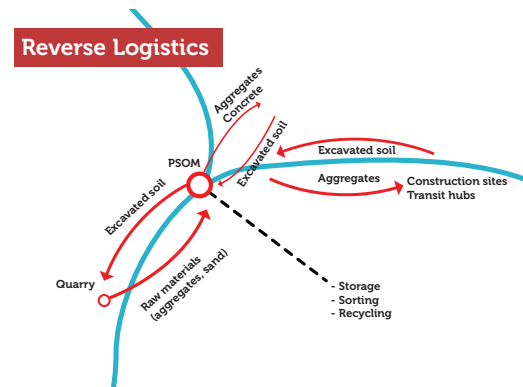 Reverse Logistics
Aggregates
Concrete
Excavated soil
PSOM
Excavated soil
Aggregates
Construction sites
Transit hubs
Excavated soil
Raw materials
(aggregates, sand)
Quarry
- Storage
- Sorting
- Recycling